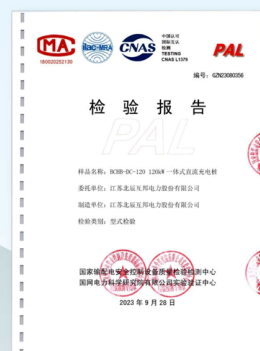 MA
160020252130
ilac-MRA
CNAS
中国认可
国际互认
检测
TESTING
CNAS L1379
PAL
编号：GZN23080356
检验报告
PAL
样品名称：BCHB-DC-120 120kW 一体式直流充电桩
委托单位：江苏北辰互邦电力股份有限公司
制造单位：江苏北辰互邦电力股份有限公司
检验类别：型式检验
国家输配电安全控制设备质量检验检测中心
国网电力科学研究院有限公司实验验证中心
2023 年 9 月 28 日